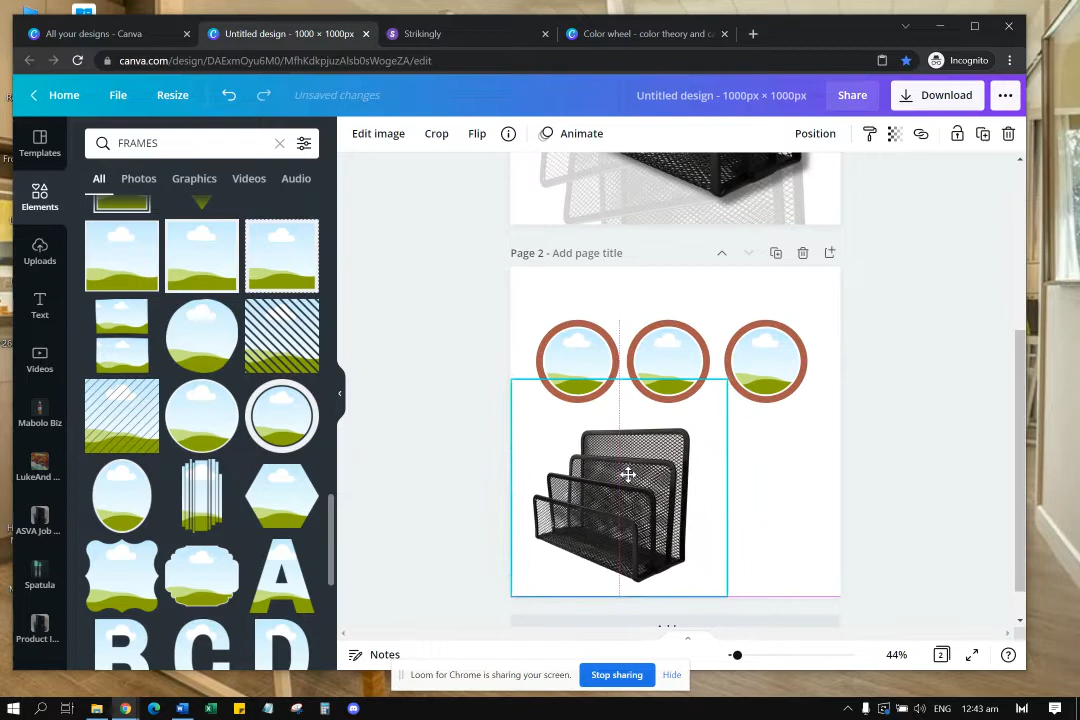 All your designs - Canva
Untitled design - 1000 × 1000px
Strikingly
Color wheel - color theory and ca
canva.com/design/DAExmOyu6M0/MfhKdkpjuzAlsb0sWogeZA/edit
Incognito
Home
File
Resize
Unsaved changes
Untitled design - 1000px × 1000px
Share
Download
Templates
Elements
Uploads
Text
Videos
Mabolo Biz
LukeAnd ...
ASVA Job ...
Spatula
Product I...
FRAMES
All
Photos
Graphics
Videos
Audio
A
B
C
D
Edit image
Crop
Flip
Animate
Position
Page 2 - Add page title
Notes
44%
2
Loom for Chrome is sharing your screen.
Stop sharing
Hide
ENG
12:43 am